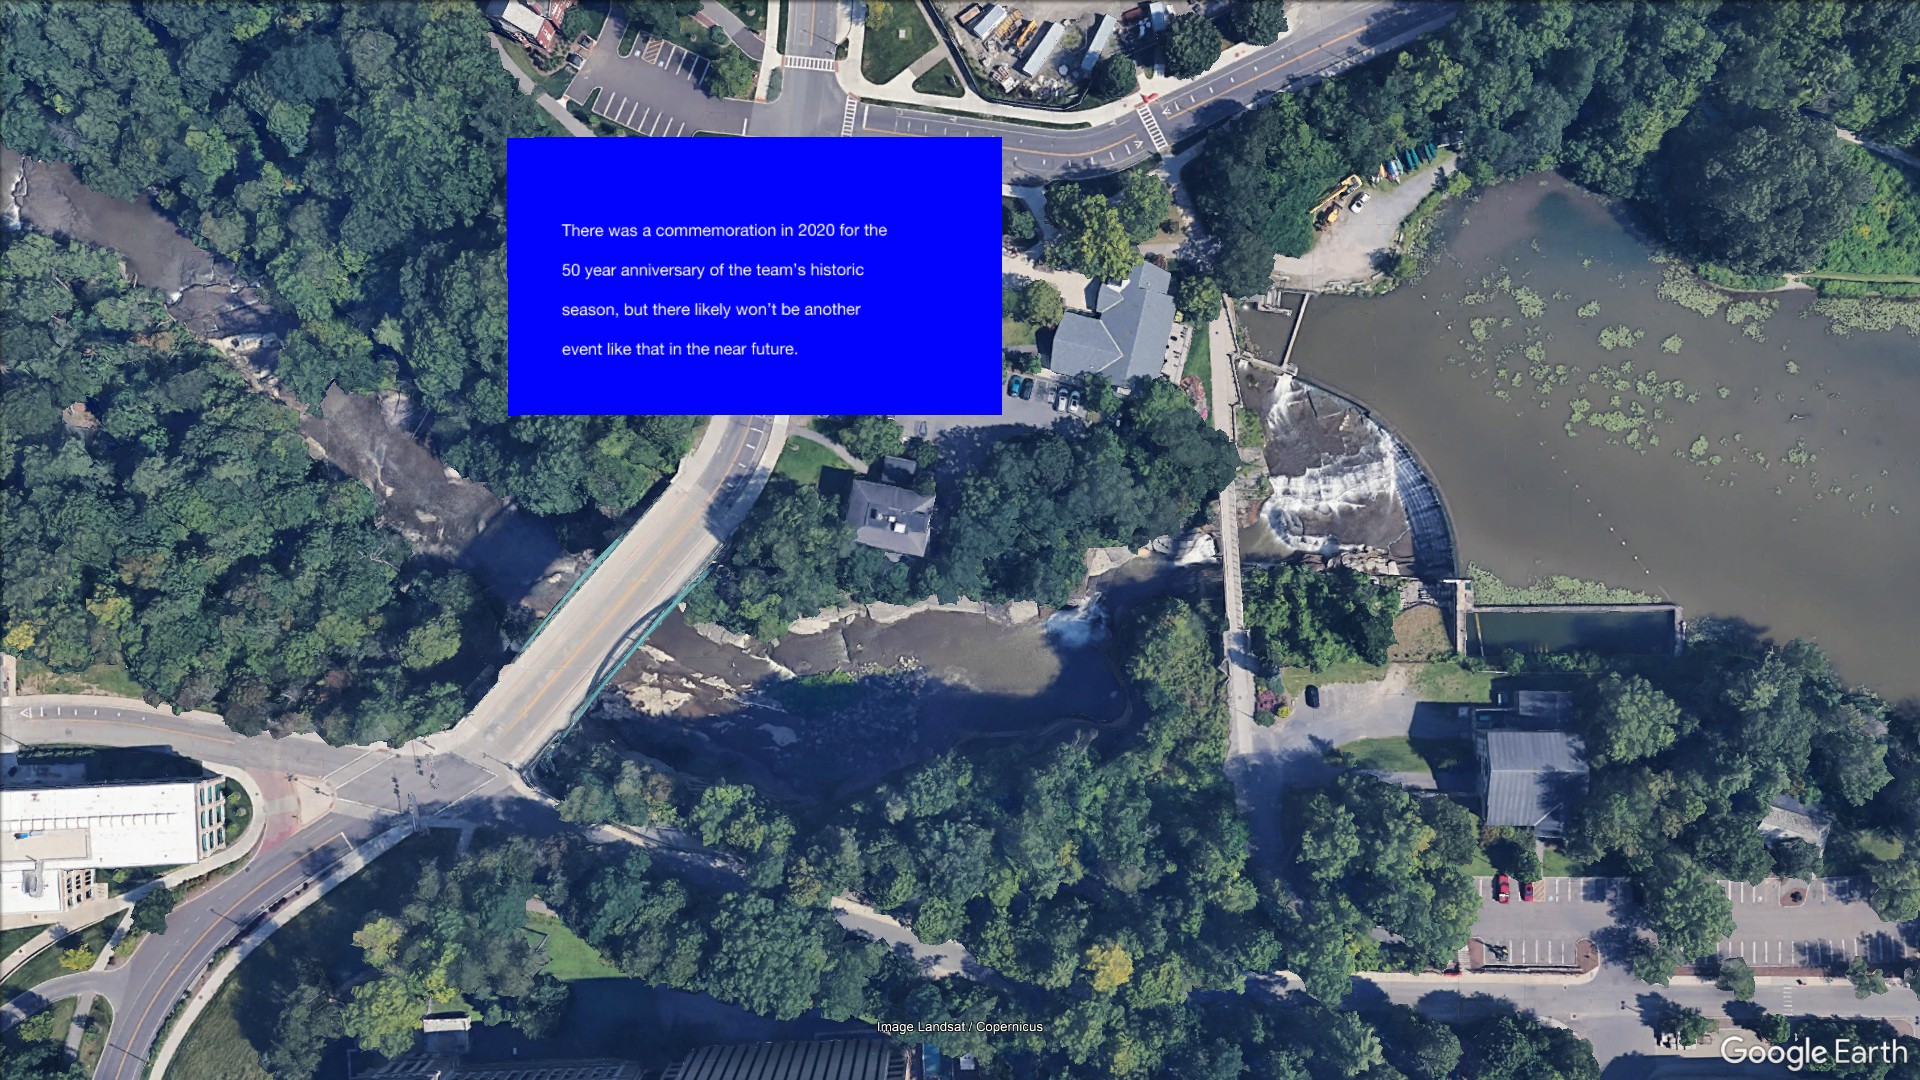 There was a commemoration in 2020 for the
50 year anniversary of the team's historic
season, but there likely won't be another
event like that in the near future.
Image Landsat / Copernicus
Google Earth